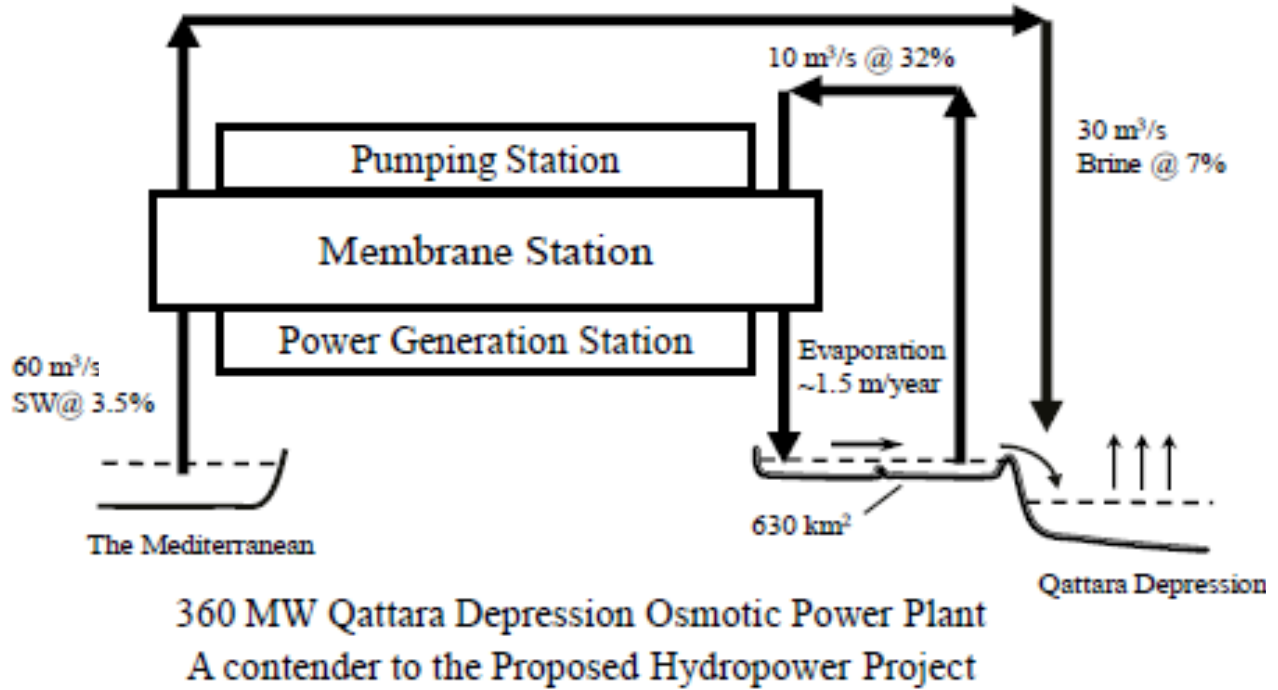 10 m³/s @ 32%
30 m³/s
Brine @ 7%
Pumping Station
Membrane Station
Power Generation Station
60 m³/s
SW@ 3.5%
Evaporation
~1.5 m/year
630 km²
The Mediterranean
Qattara Depression
360 MW Qattara Depression Osmotic Power Plant
A contender to the Proposed Hydropower Project